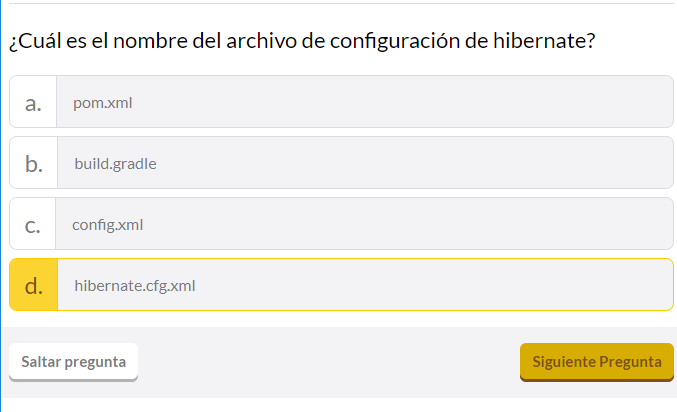 ¿Cuál es el nombre del archivo de configuración de hibernate?
a. pom.xml
b. build.gradle
c. config.xml
d. hibernate.cfg.xml
Saltar pregunta Siguiente Pregunta